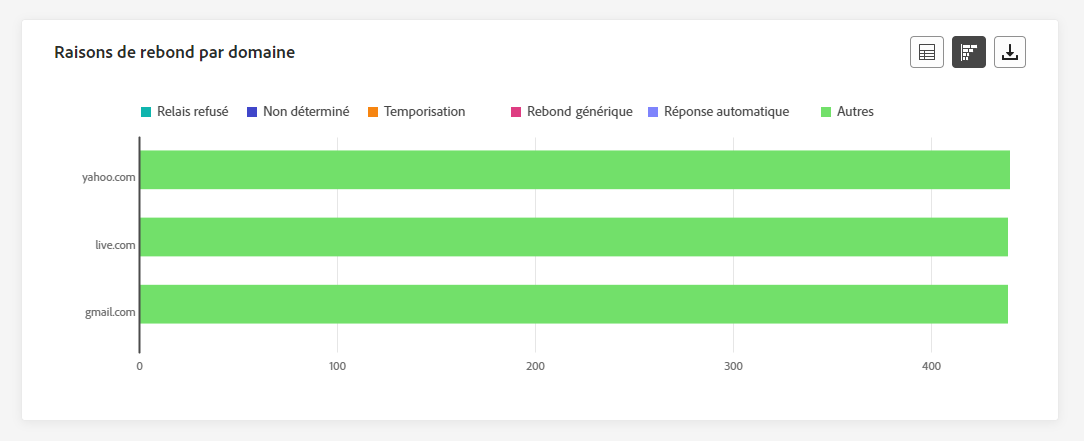 Raisons de rebond par domaine
Relais refusé Non déterminé Temporisation Rebond générique Réponse automatique Autres
yahoo.com
live.com
gmail.com
0 100 200 300 400